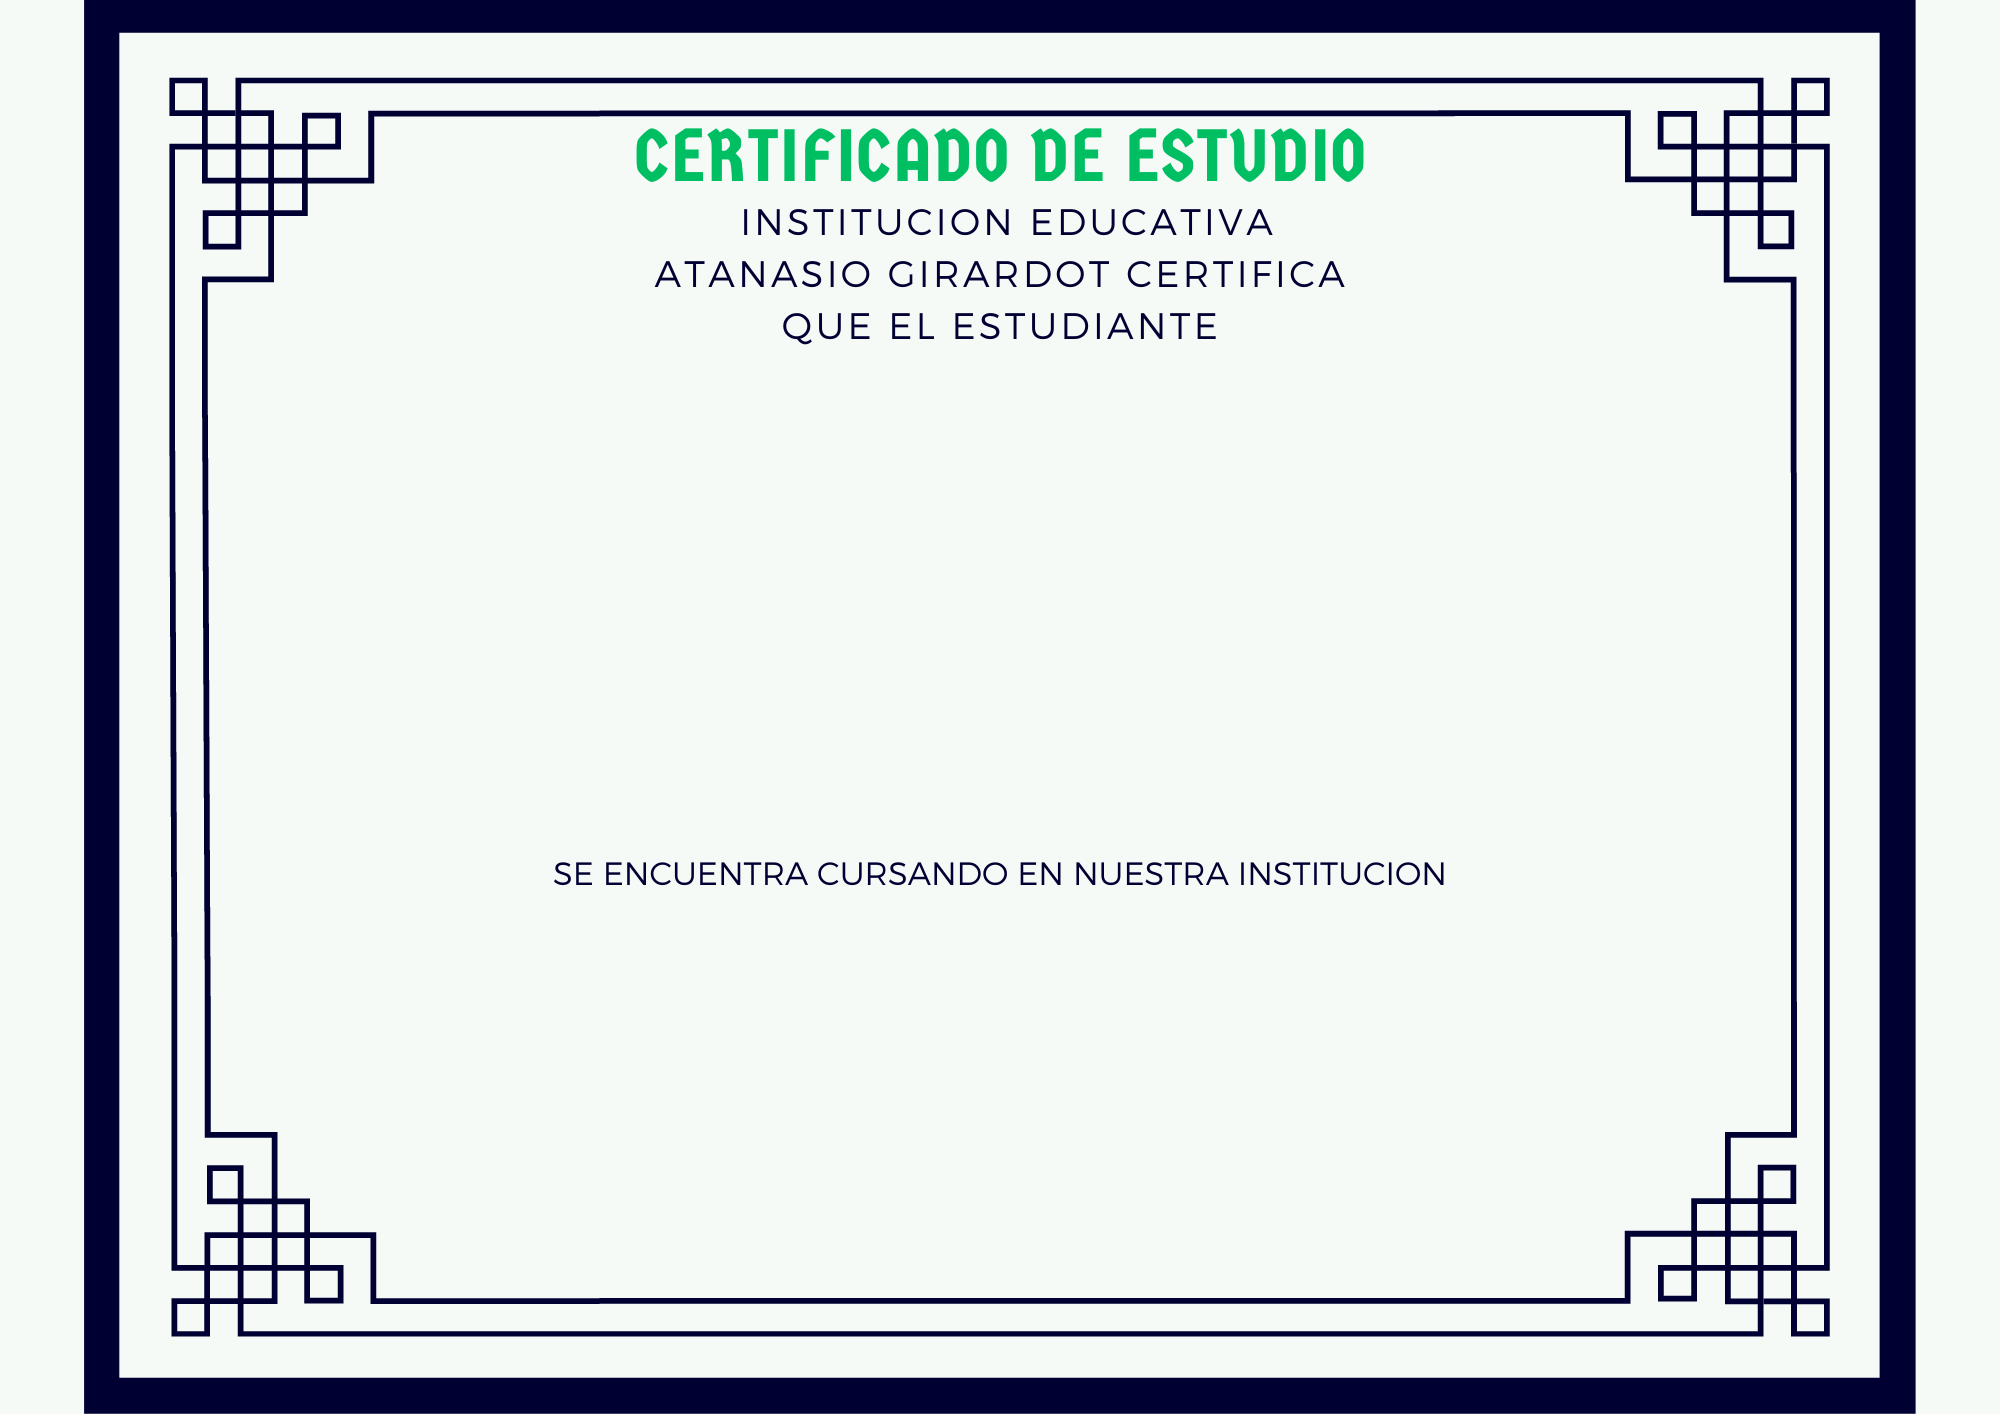 CERTIFICADO DE ESTUDIO
INSTITUCION EDUCATIVA
ATANASIO GIRARDOT CERTIFICA
QUE EL ESTUDIANTE
SE ENCUENTRA CURSANDO EN NUESTRA INSTITUCION